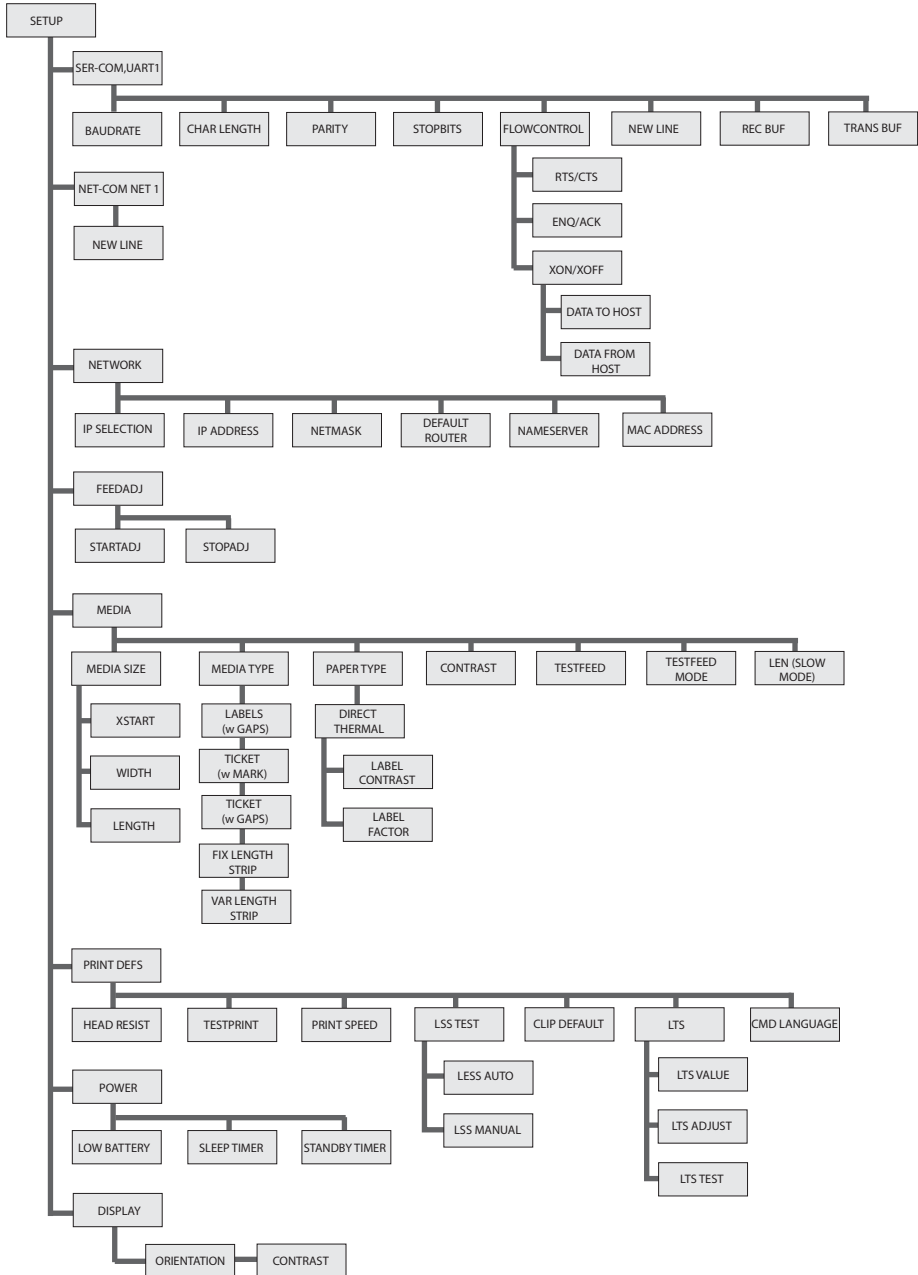 SETUP
SER-COM,UART1
BAUDRATE
CHAR LENGTH
PARITY
STOPBITS
FLOWCONTROL
NEW LINE
REC BUF
TRANS BUF
RTS/CTS
ENQ/ACK
XON/XOFF
DATA TO HOST
DATA FROM
HOST
NET-COM NET 1
NEW LINE
NETWORK
IP SELECTION
IP ADDRESS
NETMASK
DEFAULT
ROUTER
NAMESERVER
MAC ADDRESS
FEEDADJ
STARTADJ
STOPADJ
MEDIA
MEDIA SIZE
XSTART
WIDTH
LENGTH
MEDIA TYPE
LABELS
(w GAPS)
TICKET
(w MARK)
TICKET
(w GAPS)
FIX LENGTH
STRIP
VAR LENGTH
STRIP
PAPER TYPE
DIRECT
THERMAL
LABEL
CONTRAST
LABEL
FACTOR
CONTRAST
TESTFEED
TESTFEED
MODE
LEN (SLOW
MODE)
PRINT DEFS
HEAD RESIST
TESTPRINT
PRINT SPEED
LSS TEST
LESS AUTO
LSS MANUAL
CLIP DEFAULT
LTS
LTS VALUE
LTS ADJUST
LTS TEST
CMD LANGUAGE
POWER
LOW BATTERY
SLEEP TIMER
STANDBY TIMER
DISPLAY
ORIENTATION
CONTRAST